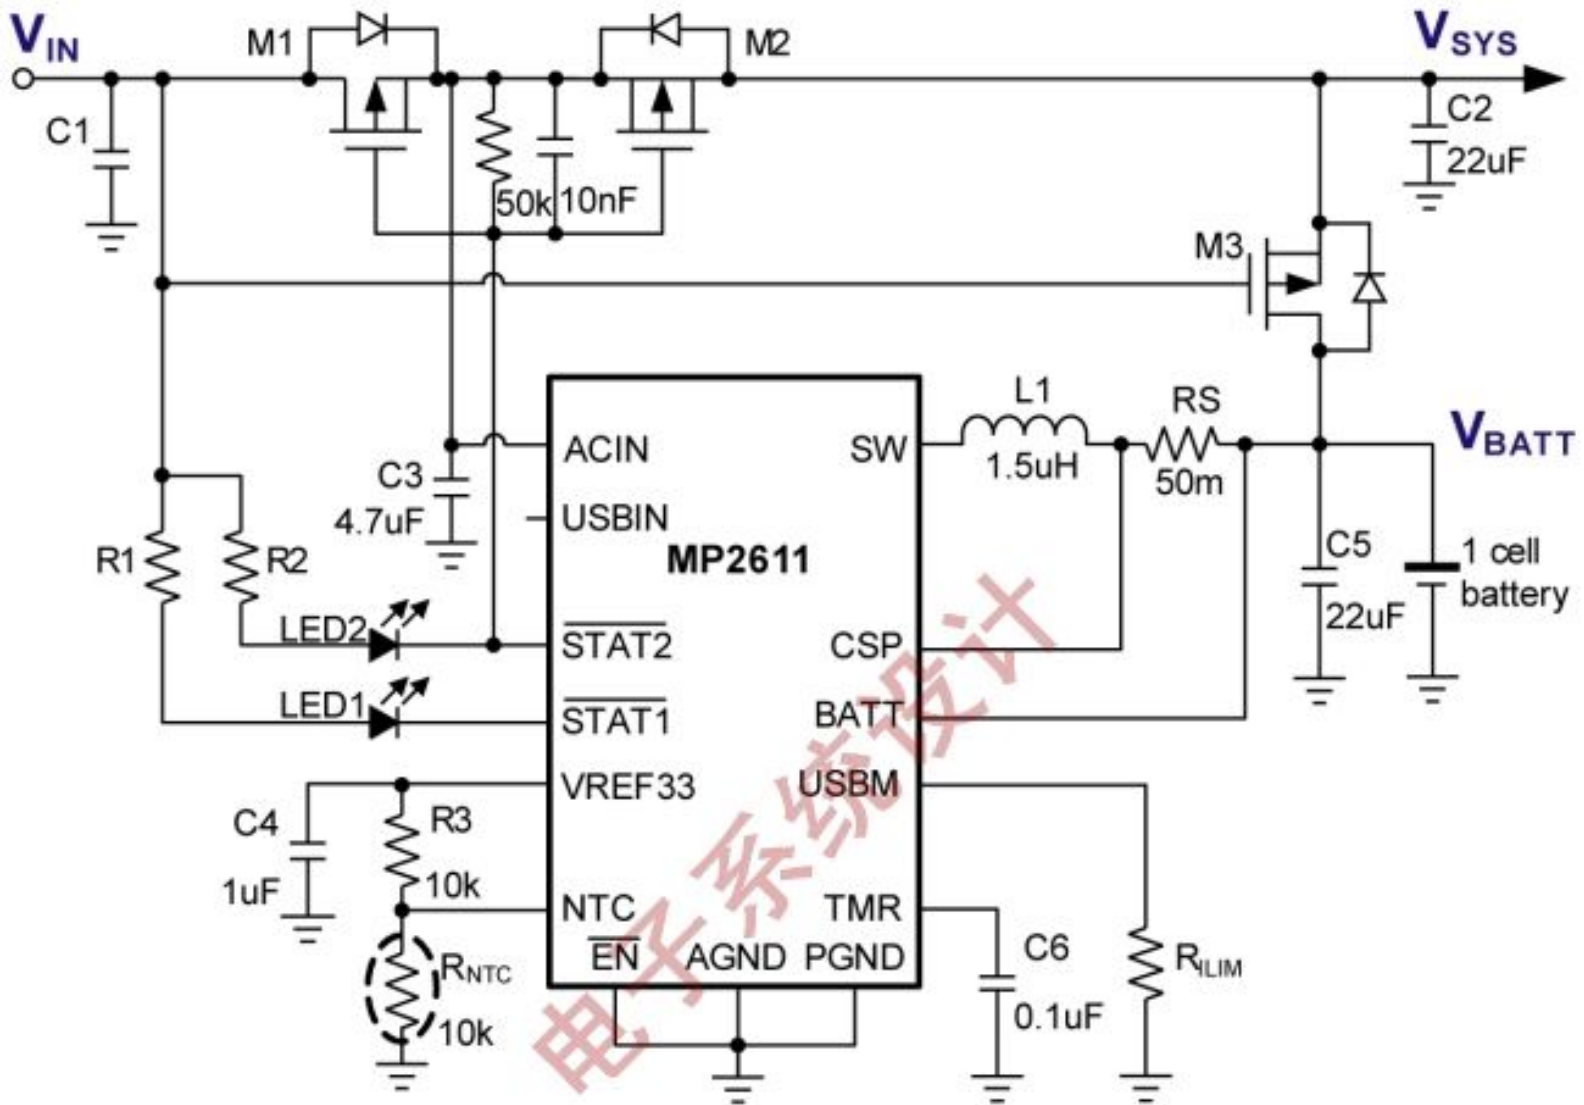 VIN
M1
M2
VSYS
C1
C2
22uF
50k
10nF
M3
L1
1.5uH
RS
50m
VBATT
ACIN
SW
C3
4.7uF
USBIN
MP2611
R1
R2
C5
22uF
1 cell
battery
LED2
STAT2
CSP
LED1
STAT1
BATT
VREF33
USBM
C4
1uF
R3
10k
NTC
TMR
EN
AGND
PGND
RNTC
10k
C6
0.1uF
RILIM
电子系统设计